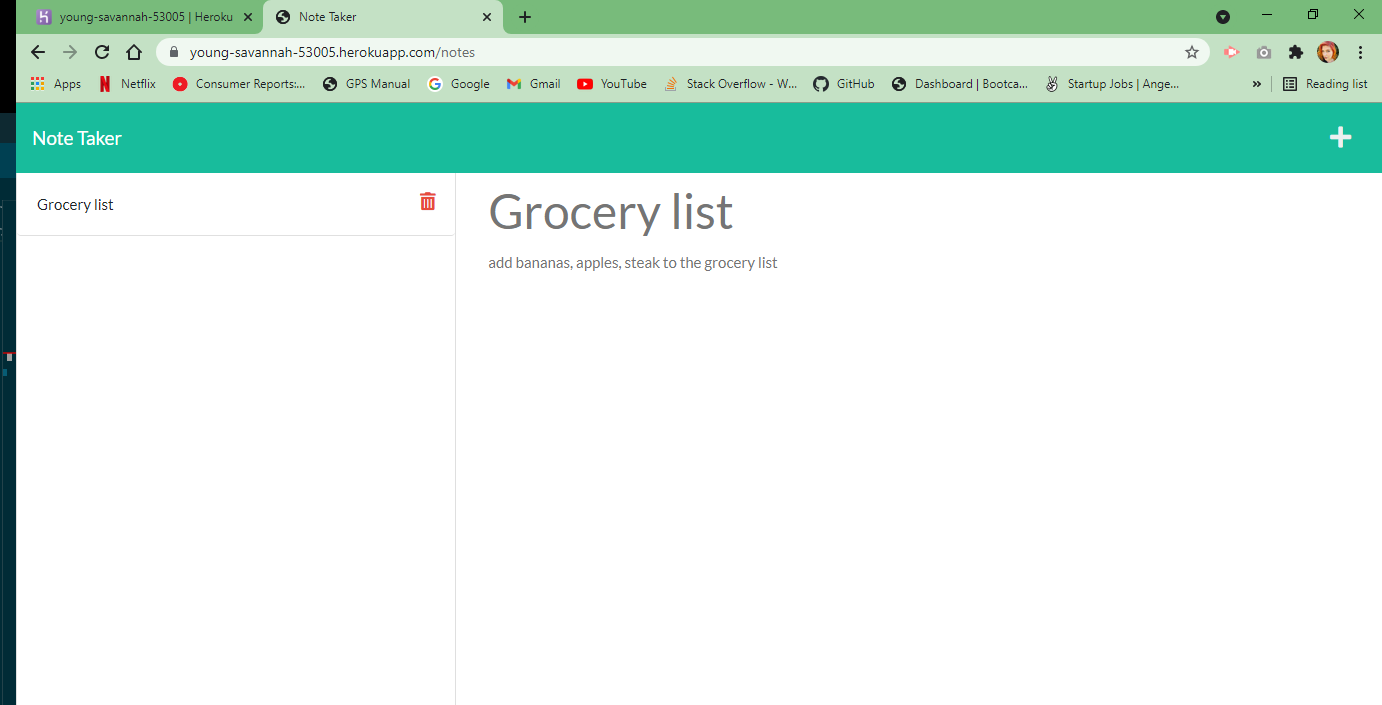 young-savannah-53005 | Heroku
Note Taker
young-savannah-53005.herokuapp.com/notes
Apps
Netflix
Consumer Reports:...
GPS Manual
Google
Gmail
YouTube
Stack Overflow - W...
GitHub
Dashboard | Bootca...
Startup Jobs | Ange...
»
Reading list
Note Taker
Grocery list
Grocery list
add bananas, apples, steak to the grocery list